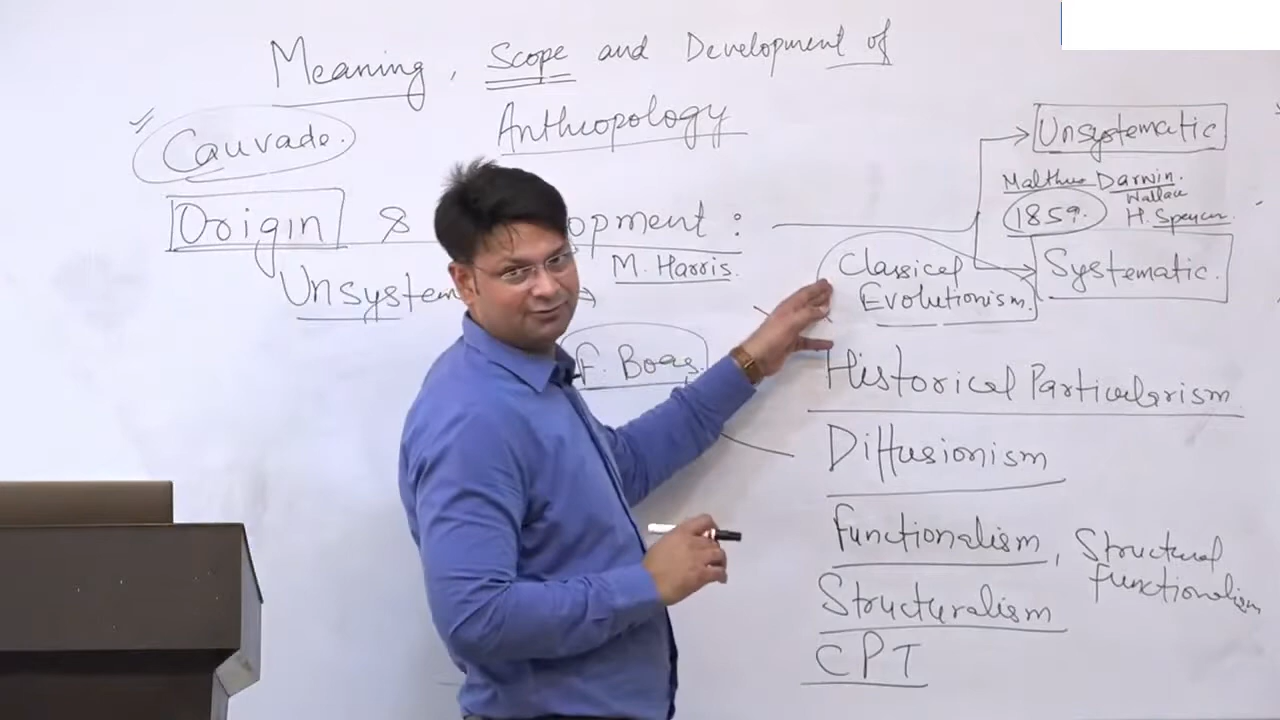 Meaning, Scope and Development of
Anthropology
Cauvade.
Origin & opment :
Unsystem
M. Harris.
F. Boas.
Unsystematic
Malthus Darwin.
Wallace
1859. H. Spencer.
Systematic.
Classical
Evolutionism.
Historical Particularism
Diffusionism
Functionalism, Structural
functionalism
Structuralism
CPT